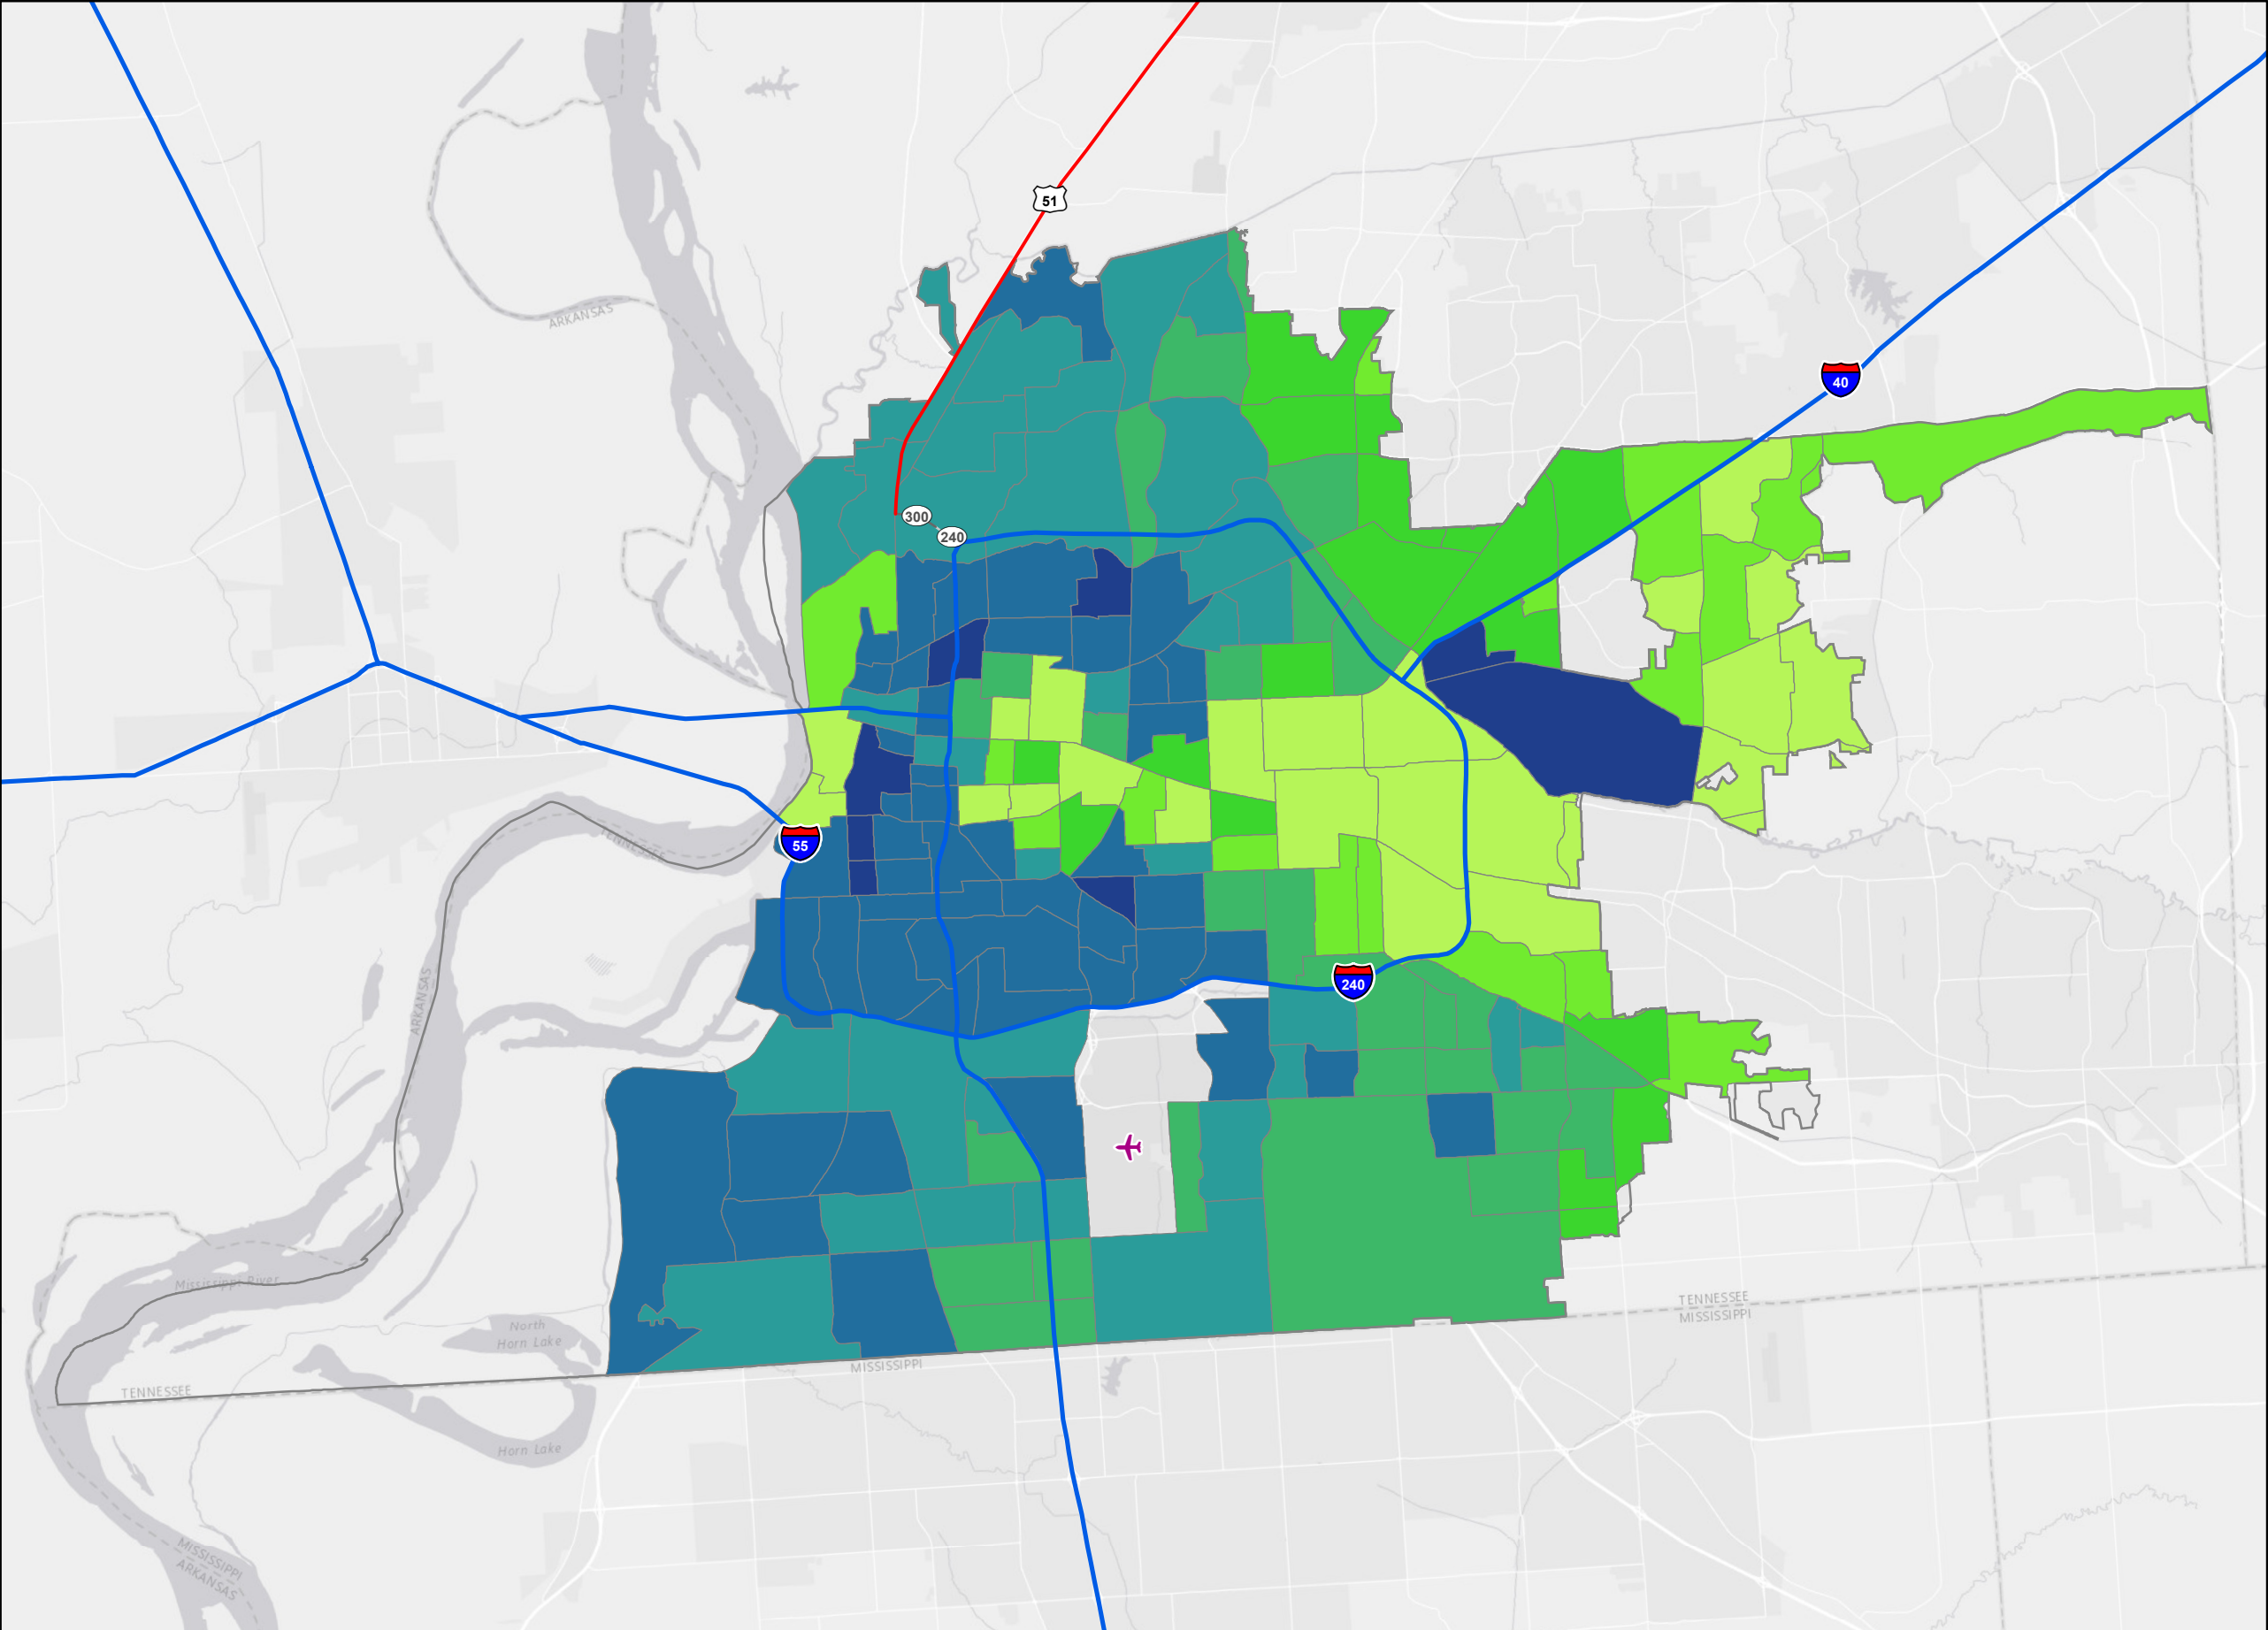 51
ARKANSAS
40
300
240
55
TENNESSEE
ARKANSAS
240
Mississippi River
North
Horn Lake
TENNESSEE
MISSISSIPPI
MISSISSIPPI
TENNESSEE
Horn Lake
MISSISSIPPI
ARKANSAS